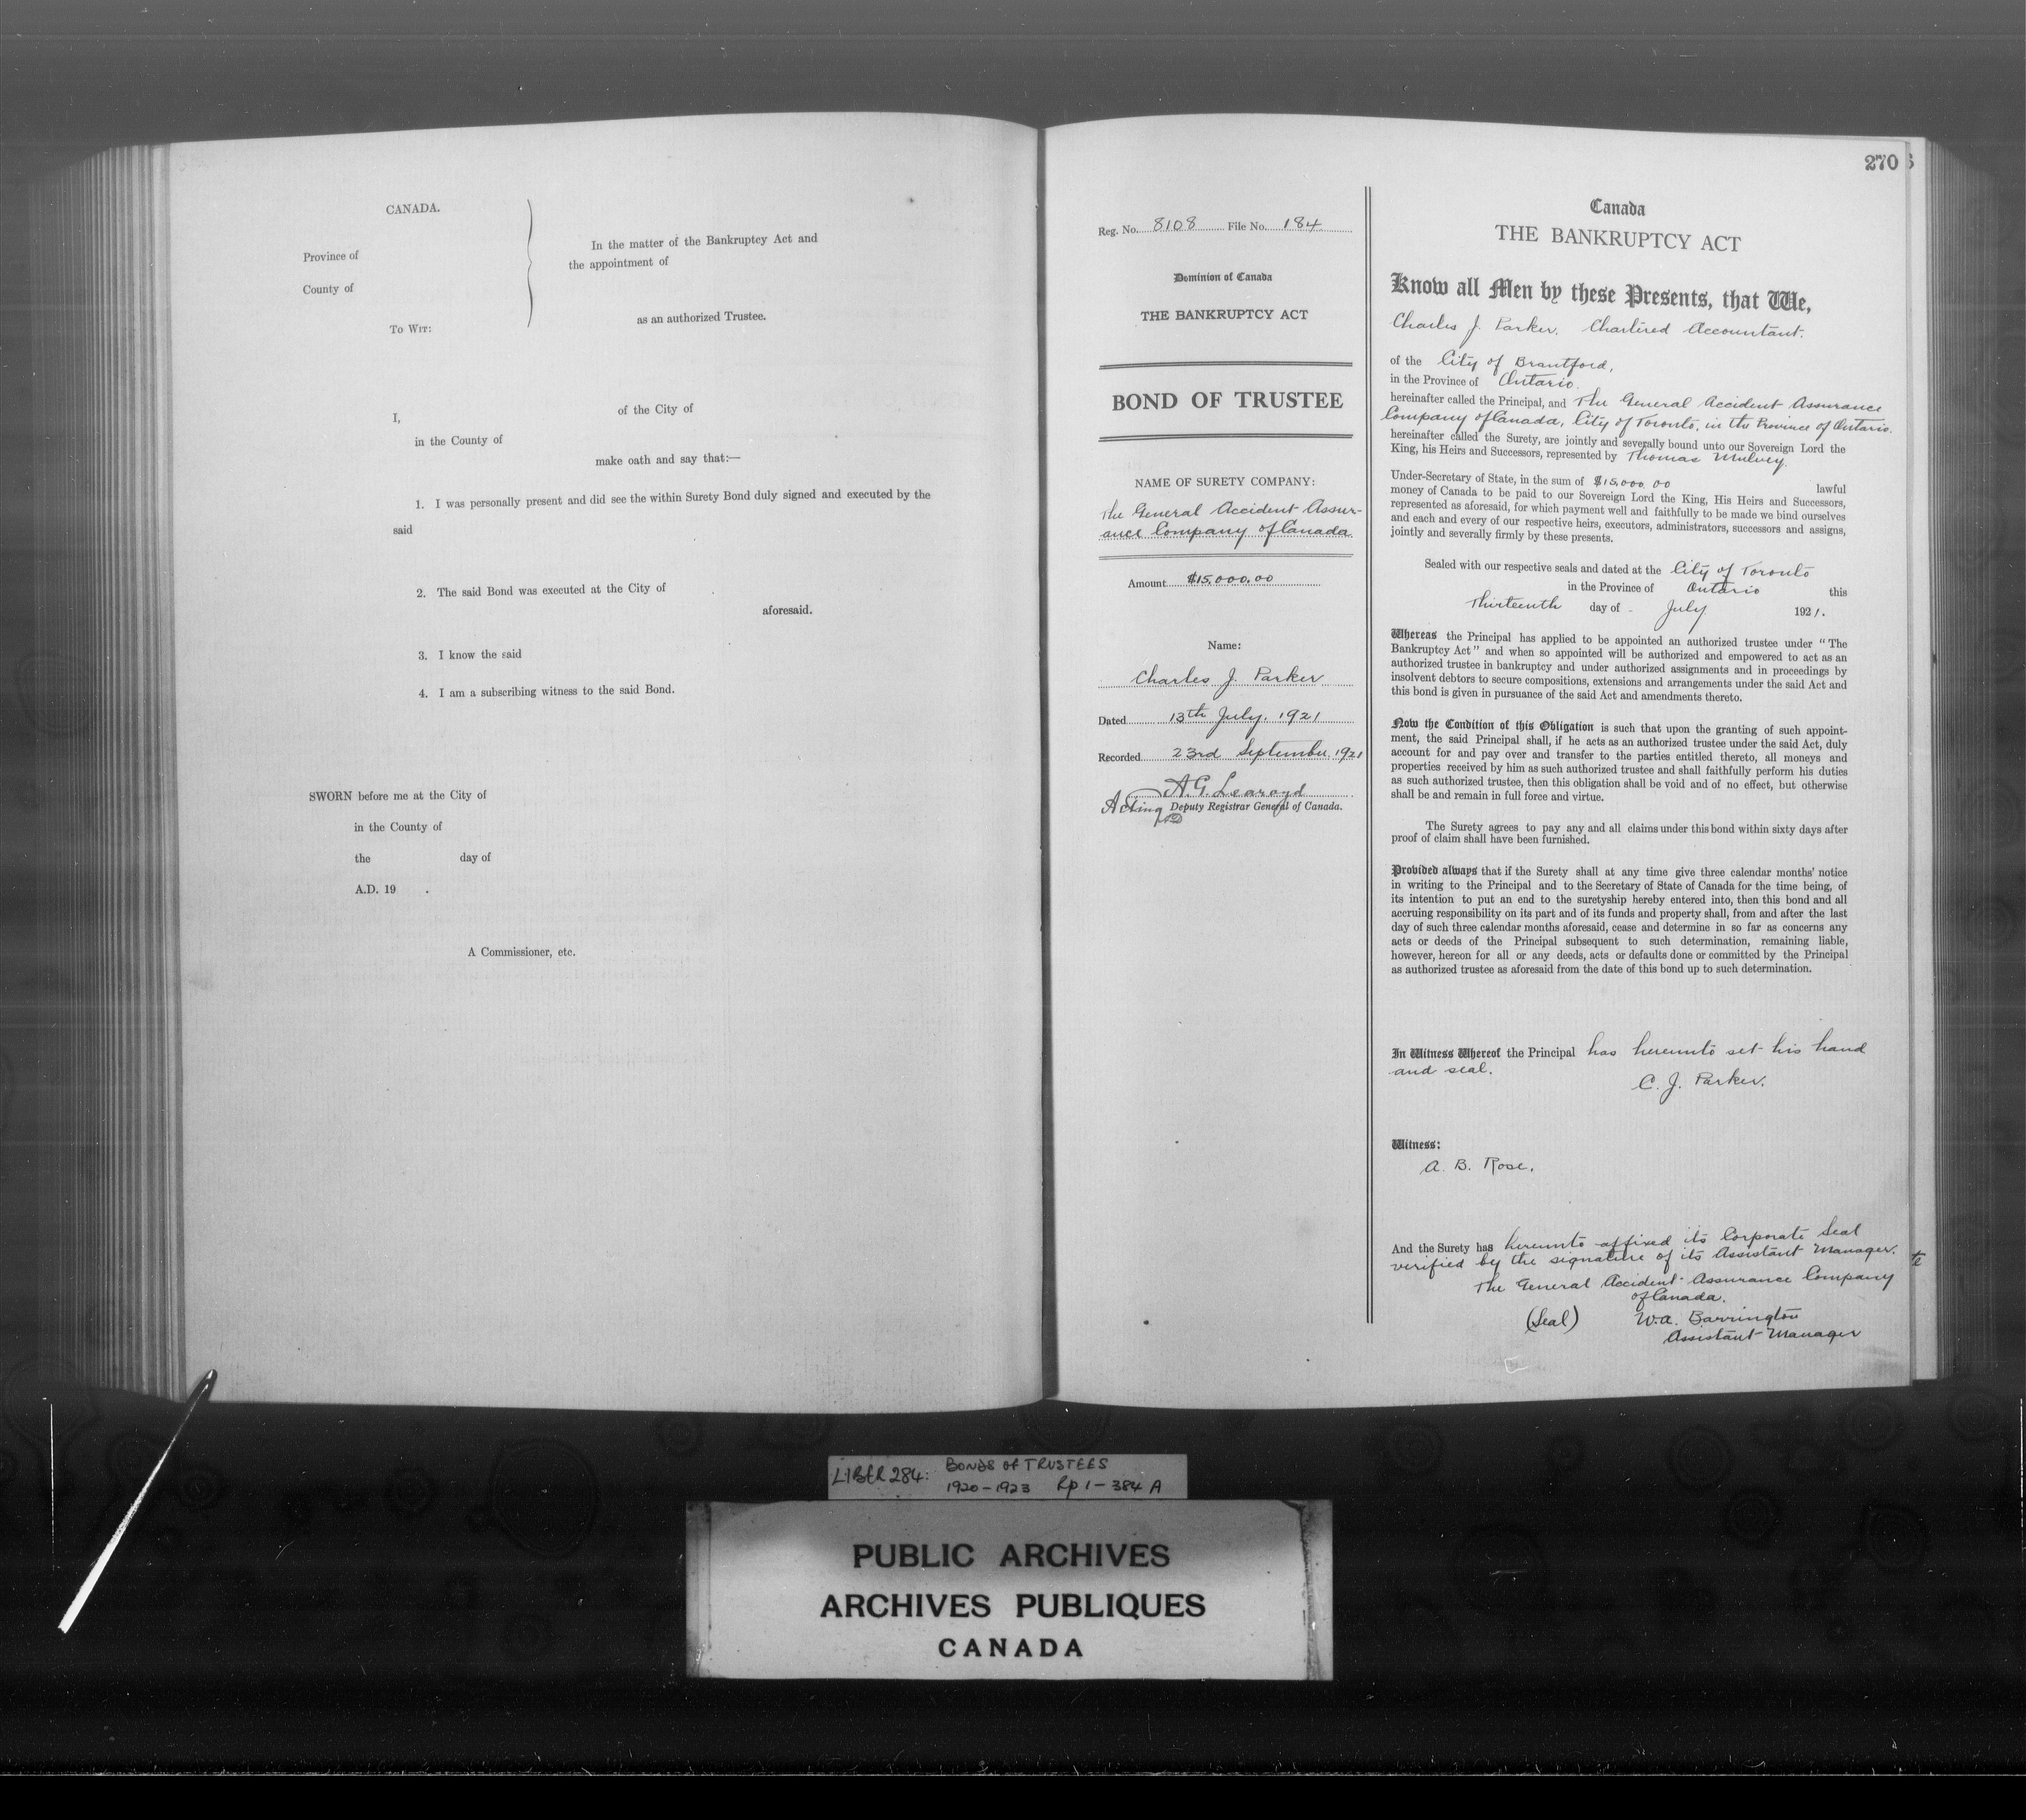 CANADA.
Province of
County of
To Wit:
In the matter of the Bankruptcy Act and
the appointment of
as an authorized Trustee.
I,
of the City of
in the County of
make oath and say that:—
1. I was personally present and did see the within Surety Bond duly signed and executed by the
said
2. The said Bond was executed at the City of
aforesaid.
3. I know the said
4. I am a subscribing witness to the said Bond.
SWORN before me at the City of
in the County of
the day of
A.D. 19 .
A Commissioner, etc.
270
Reg. No. 8108 File No. 184
Dominion of Canada
THE BANKRUPTCY ACT
BOND OF TRUSTEE
NAME OF SURETY COMPANY:
The General Accident Assur-
ance Company of Canada
Amount $15,000.00
Name:
Charles J. Parker
Dated 13th July, 1921
Recorded 23rd September, 1921
A.G. Learoyd
Acting Deputy Registrar General of Canada.
Canada
THE BANKRUPTCY ACT
Know all Men by these Presents, that We,
Charles J. Parker, Chartered Accountant.
of the City of Brantford,
in the Province of Ontario.
hereinafter called the Principal, and The General Accident Assurance
Company of Canada, City of Toronto, in the Province of Ontario.
hereinafter called the Surety, are jointly and severally bound unto our Sovereign Lord the
King, his Heirs and Successors, represented by Thomas Mulvey.
Under-Secretary of State, in the sum of $15,000.00 lawful
money of Canada to be paid to our Sovereign Lord the King, His Heirs and Successors,
represented as aforesaid, for which payment well and faithfully to be made we bind ourselves
and each and every of our respective heirs, executors, administrators, successors and assigns,
jointly and severally firmly by these presents.
Sealed with our respective seals and dated at the City of Toronto
in the Province of Ontario this
Thirteenth day of July 1921.
Whereas the Principal has applied to be appointed an authorized trustee under "The
Bankruptcy Act" and when so appointed will be authorized and empowered to act as an
authorized trustee in bankruptcy and under authorized assignments and in proceedings by
insolvent debtors to secure compositions, extensions and arrangements under the said Act and
this bond is given in pursuance of the said Act and amendments thereto.
Now the Condition of this Obligation is such that upon the granting of such appoint-
ment, the said Principal shall, if he acts as an authorized trustee under the said Act, duly
account for and pay over and transfer to the parties entitled thereto, all moneys and
properties received by him as such authorized trustee and shall faithfully perform his duties
as such authorized trustee, then this obligation shall be void and of no effect, but otherwise
shall be and remain in full force and virtue.
The Surety agrees to pay any and all claims under this bond within sixty days after
proof of claim shall have been furnished.
Provided always that if the Surety shall at any time give three calendar months' notice
in writing to the Principal and to the Secretary of State of Canada for the time being, of
its intention to put an end to the suretyship hereby entered into, then this bond and all
accruing responsibility on its part and of its funds and property shall, from and after the last
day of such three calendar months aforesaid, cease and determine in so far as concerns any
acts or deeds of the Principal subsequent to such determination, remaining liable,
however, hereon for all or any deeds, acts or defaults done or committed by the Principal
as authorized trustee as aforesaid from the date of this bond up to such determination.
In Witness Whereof the Principal has hereunto set his hand
and seal.
C. J. Parker.
Witness:
A. B. Rose.
And the Surety has hereunto affixed its Corporate Seal
verified by the signature of its Assistant Manager.
The General Accident Assurance Company
of Canada.
(Seal) W.A. Barrington
Assistant Manager
LIBER 284: BONDS OF TRUSTEES
1920-1923 Pp 1-384 A
PUBLIC ARCHIVES
ARCHIVES PUBLIQUES
CANADA